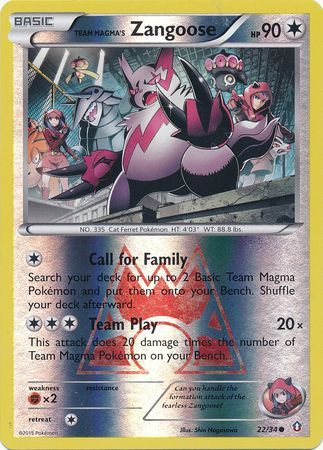 BASIC
TEAM MAGMA'S Zangoose HP 90
NO. 335 Cat Ferret Pokémon HT: 4'03" WT: 88.8 lbs.
Call for Family
Search your deck for up to 2 Basic Team Magma
Pokémon and put them onto your Bench. Shuffle
your deck afterward.
Team Play 20×
This attack does 20 damage times the number of
Team Magma Pokémon on your Bench.
weakness resistance
×2
retreat
Can you handle the
formation attack of the
fearless Zangoose?
©2015 Pokémon Illus. Shin Nagasawa 22/34